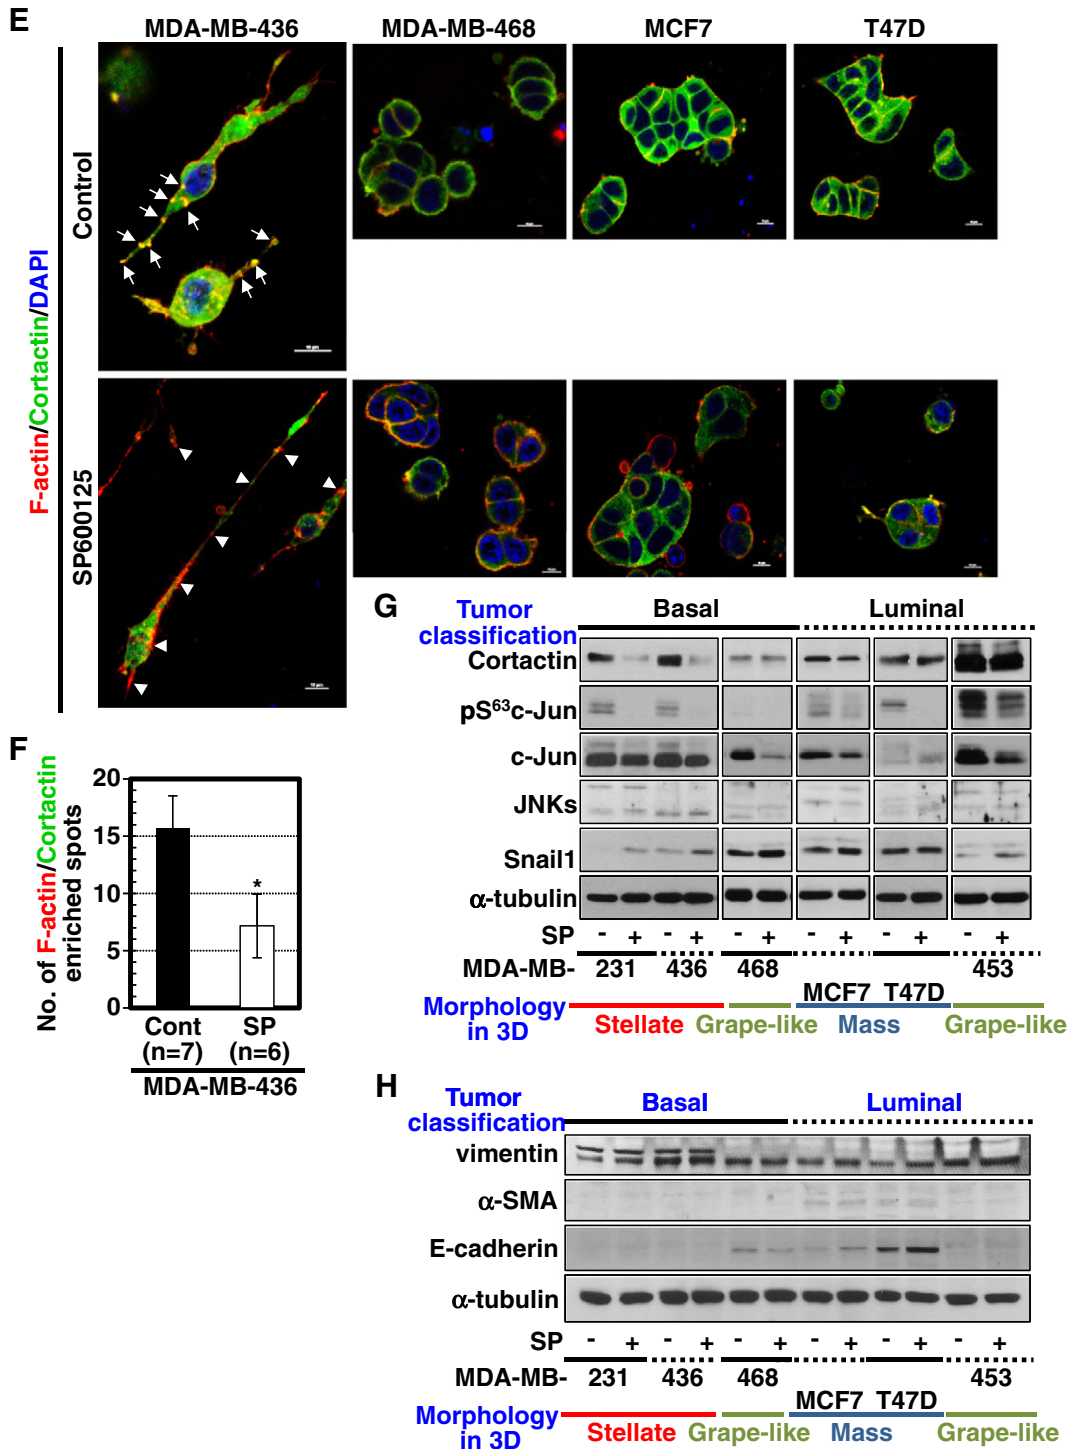 E
MDA-MB-436
MDA-MB-468
MCF7
T47D
F-actin/Cortactin/DAPI
Control
SP600125
G
Tumor
classification
Basal
Luminal
Cortactin
pS63c-Jun
c-Jun
JNKs
Snail1
α-tubulin
SP - + - + - + - + - + - +
MDA-MB- 231 436 468 453
MCF7 T47D
Morphology
in 3D
Stellate Grape-like Mass Grape-like
F
No. of F-actin/Cortactin
enriched spots
20
15
10
5
0
*
Cont
(n=7)
SP
(n=6)
MDA-MB-436
H
Tumor
classification
Basal
Luminal
vimentin
α-SMA
E-cadherin
α-tubulin
SP - + - + - + - + - + - +
MDA-MB- 231 436 468 453
MCF7 T47D
Morphology
in 3D
Stellate Grape-like Mass Grape-like